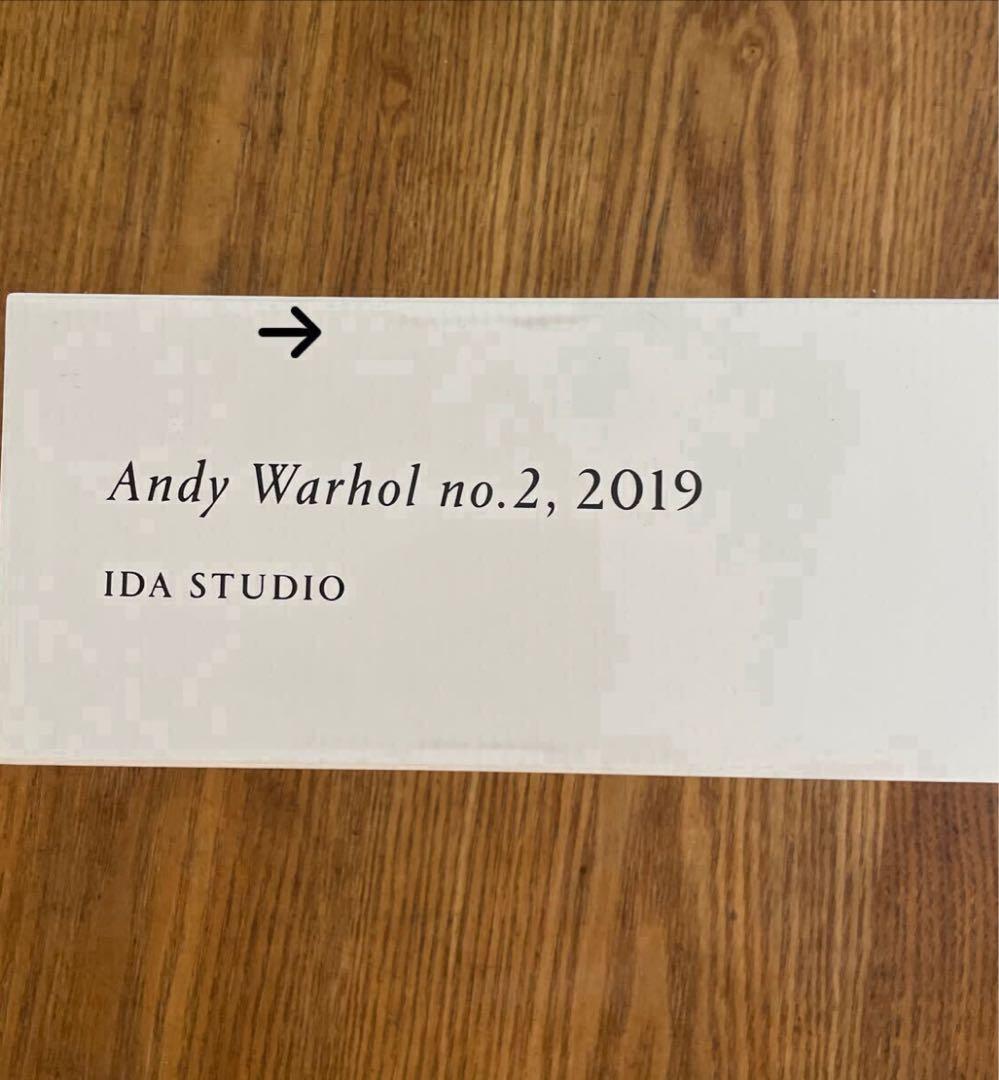 Andy Warhol no.2, 2019
IDA STUDIO